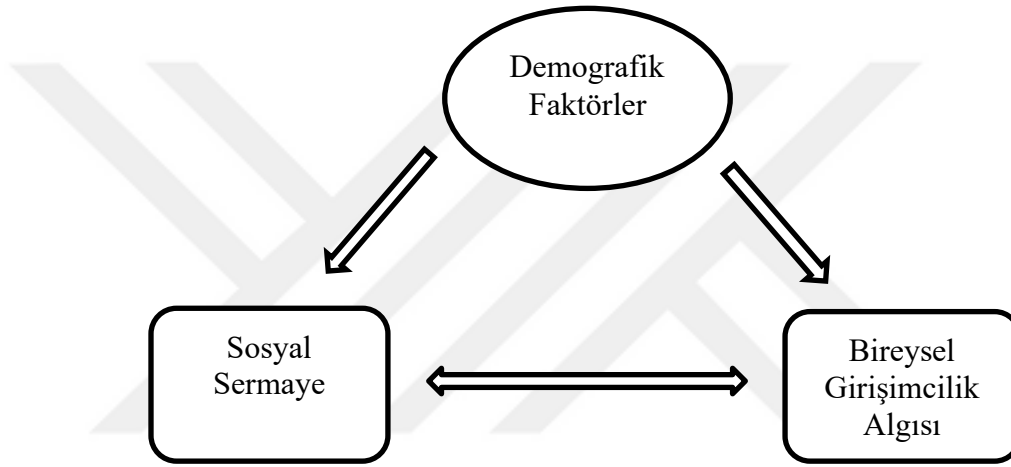 Demografik
Faktörler
Sosyal
Sermaye
Bireysel
Girişimcilik
Algısı